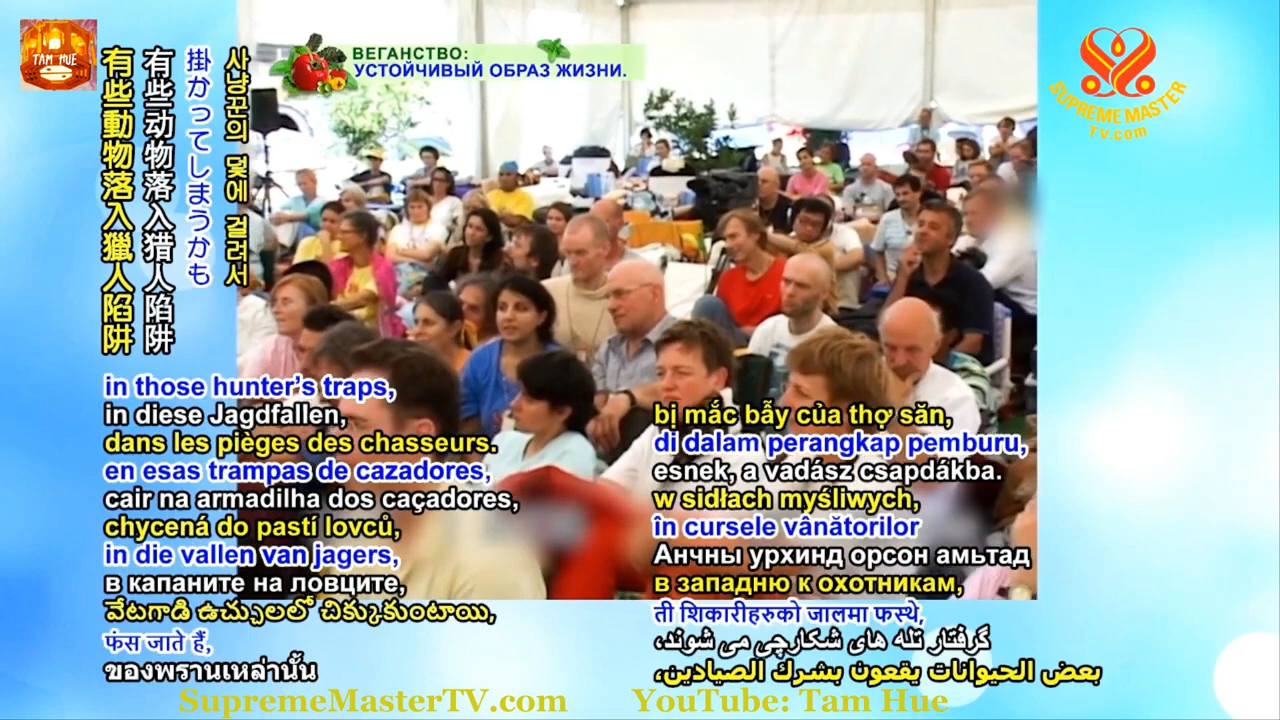 TAM HUE
ВЕГАНСТВО:
УСТОЙЧИВЫЙ ОБРАЗ ЖИЗНИ.
SUPREME MASTER
TV.com
有些動物落入獵人陷阱
有些动物落入猎人陷阱
掛かってしまうかも
사냥꾼의 덫에 걸려서
in those hunter's traps,
in diese Jagdfallen,
dans les pièges des chasseurs.
en esas trampas de cazadores,
cair na armadilha dos caçadores,
chycená do pastí lovců,
in die vallen van jagers,
в капаните на ловците,
వేటగాడి ఉచ్చులలో చిక్కుకుంటాయి,
फंस जाते हैं,
ของพรานเหล่านั้น
bị mắc bẫy của thợ săn,
di dalam perangkap pemburu,
esnek, a vadász csapdákba.
w sidłach myśliwych,
în cursele vânătorilor
Анчны урхинд орсон амьтад
в западню к охотникам,
ती शिकारीहरुको जालमा फस्थे,
گرفتار تله های شکارچی می شوند،
بعض الحيوانات يقعون بشرك الصيادين،
SupremeMasterTV.com
YouTube: Tam Hue